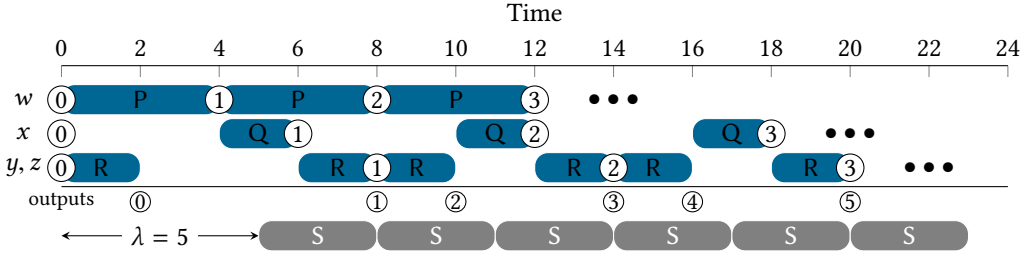 Time
0 2 4 6 8 10 12 14 16 18 20 22 24
w 0 P 1 P 2 P 3 •••
x 0 Q 1 Q 2 Q 3 •••
y, z 0 R R 1 R R 2 R R 3 •••
outputs 0 1 2 3 4 5
λ = 5 S S S S S S